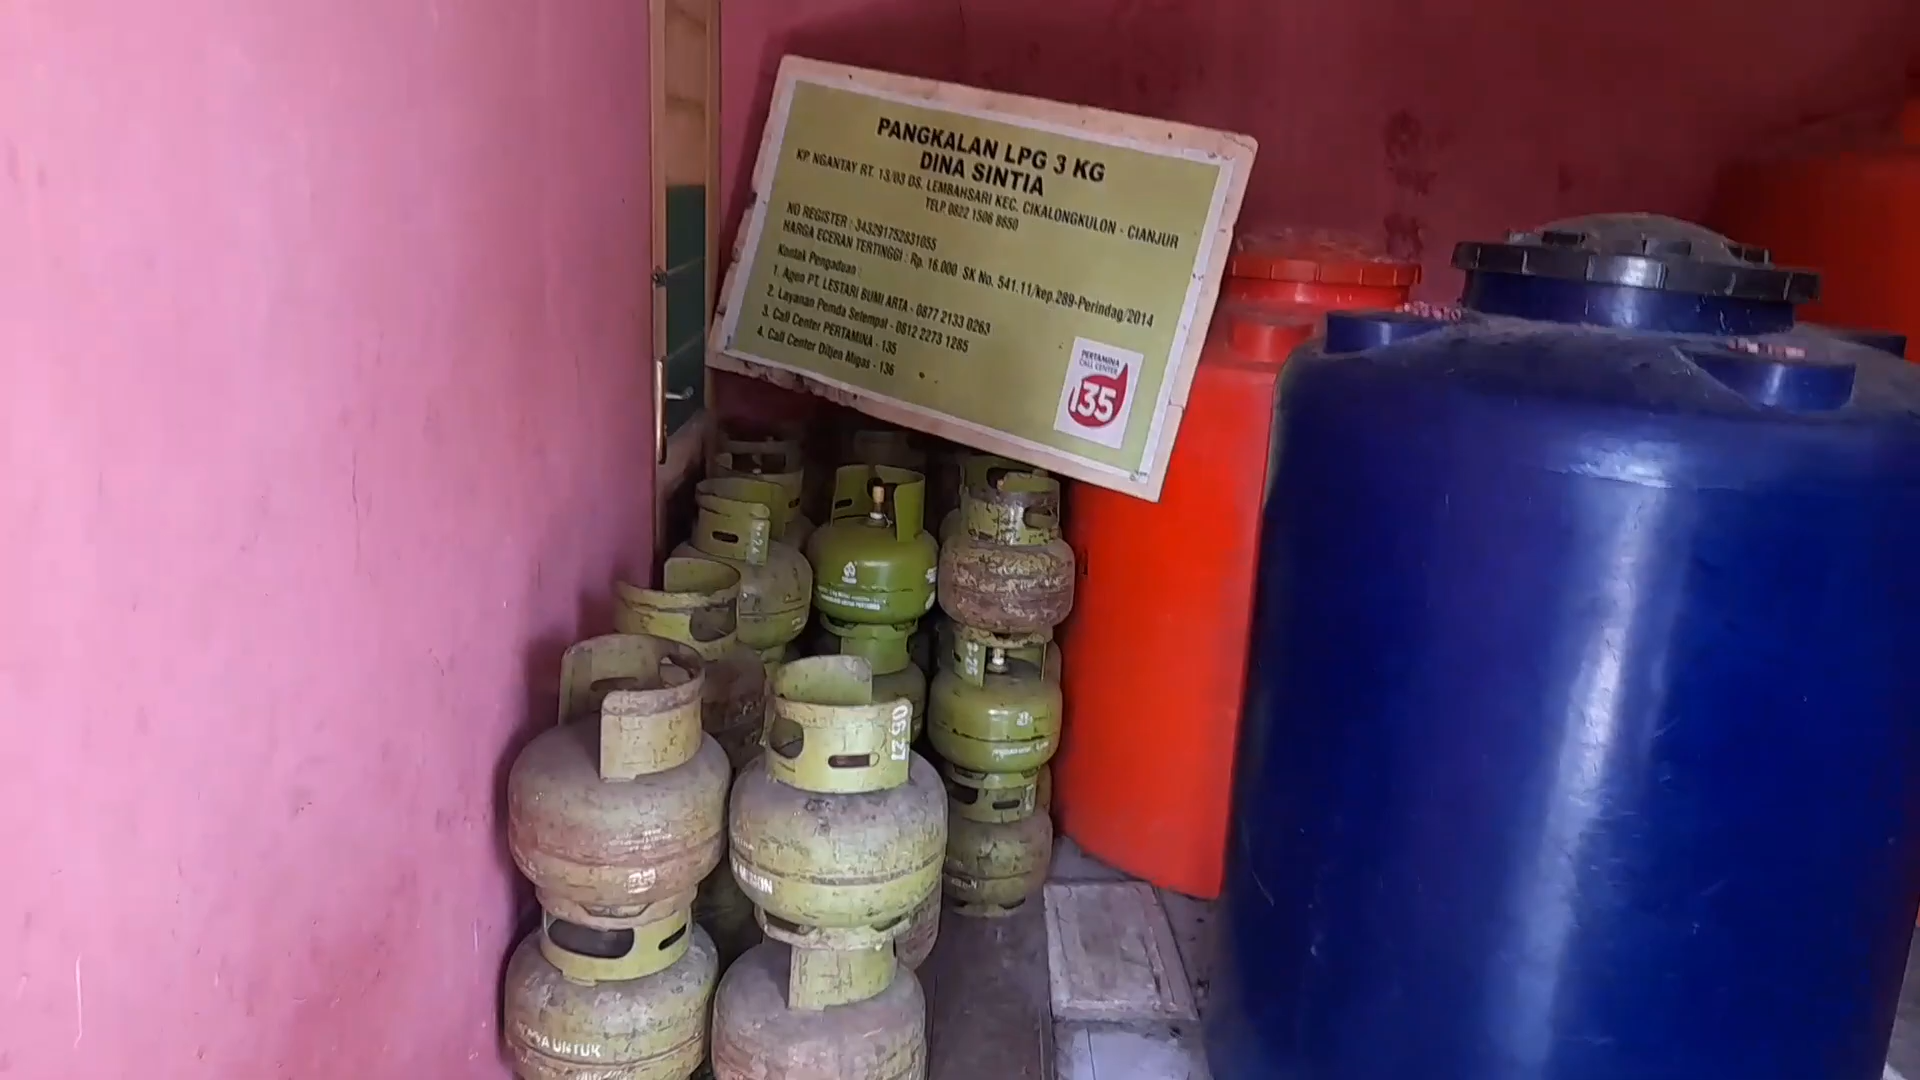 PANGKALAN LPG 3 KG
DINA SINTIA
KP. NGANTAY RT. 13/03 DS. LEMBAHSARI KEC. CIKALONGKULON - CIANJUR
TELP. 0822 1506 8650
NO REGISTER : 343291752831055
HARGA ECERAN TERTINGGI : Rp. 16.000 SK No. 541.11/kep.289-Perindag/2014
Kontak Pengaduan :
1. Agen PT. LESTARI BUMI ARTA - 0877 2133 0263
2. Layanan Pemda Setempat - 0812 2273 1285
3. Call Center PERTAMINA - 135
4. Call Center Ditjen Migas - 136
PERTAMINA
CALL CENTER
135
06 27
UNTUK